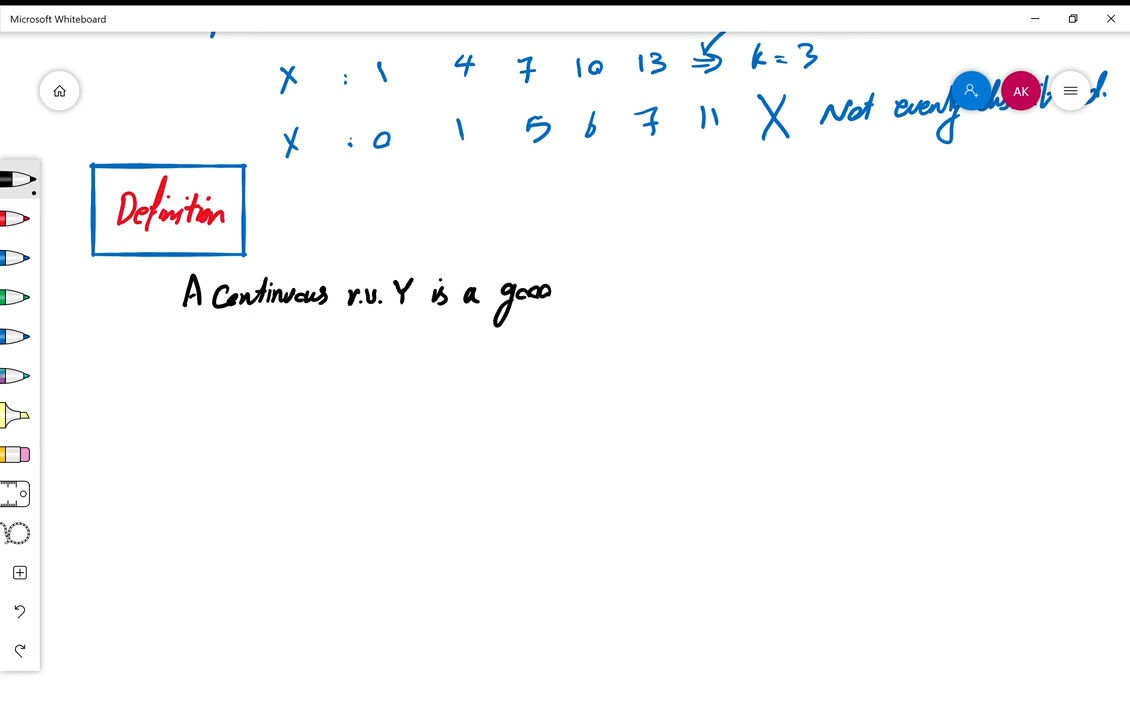 Microsoft Whiteboard
X : 1 4 7 10 13 ⇒ k = 3
AK
X : 0 1 5 6 7 11 X Not evenly
Definition
A Continuous r.v. Y is a